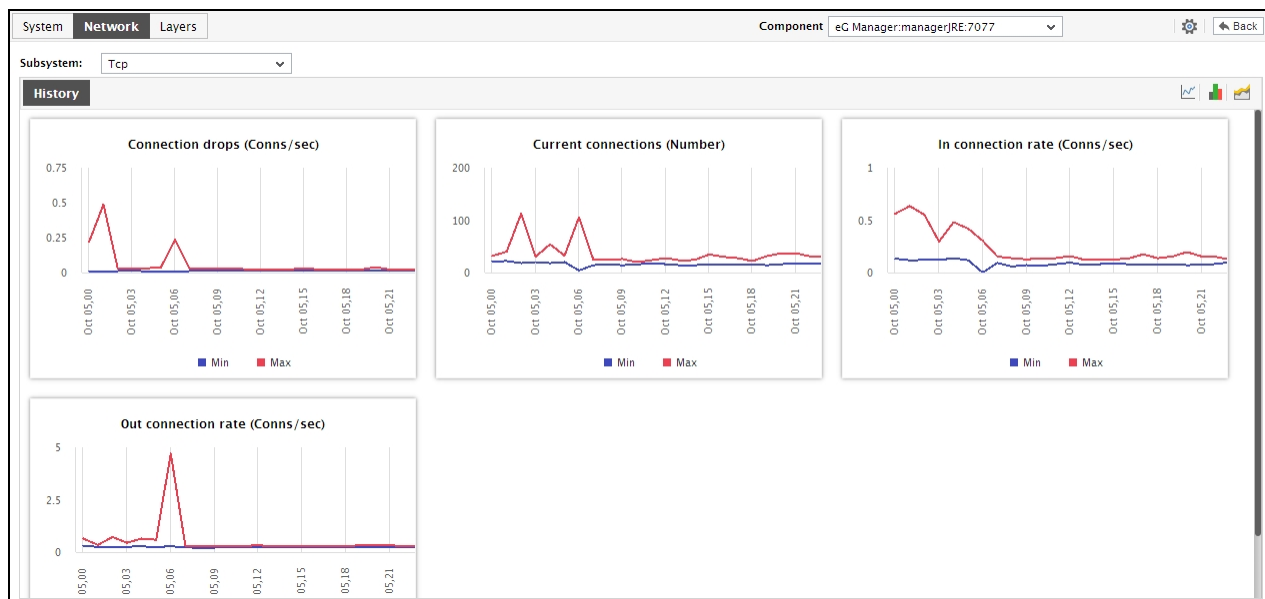 System Network Layers Component eG Manager:managerJRE:7077 Back
Subsystem: Tcp
History
Connection drops (Conns/sec)
0.75
0.5
0.25
0
Oct 05,00 Oct 05,03 Oct 05,06 Oct 05,09 Oct 05,12 Oct 05,15 Oct 05,18 Oct 05,21
Min Max
Current connections (Number)
200
100
0
Oct 05,00 Oct 05,03 Oct 05,06 Oct 05,09 Oct 05,12 Oct 05,15 Oct 05,18 Oct 05,21
Min Max
In connection rate (Conns/sec)
1
0.5
0
Oct 05,00 Oct 05,03 Oct 05,06 Oct 05,09 Oct 05,12 Oct 05,15 Oct 05,18 Oct 05,21
Min Max
Out connection rate (Conns/sec)
5
2.5
0
05,00 05,03 05,06 05,09 05,12 05,15 05,18 05,21